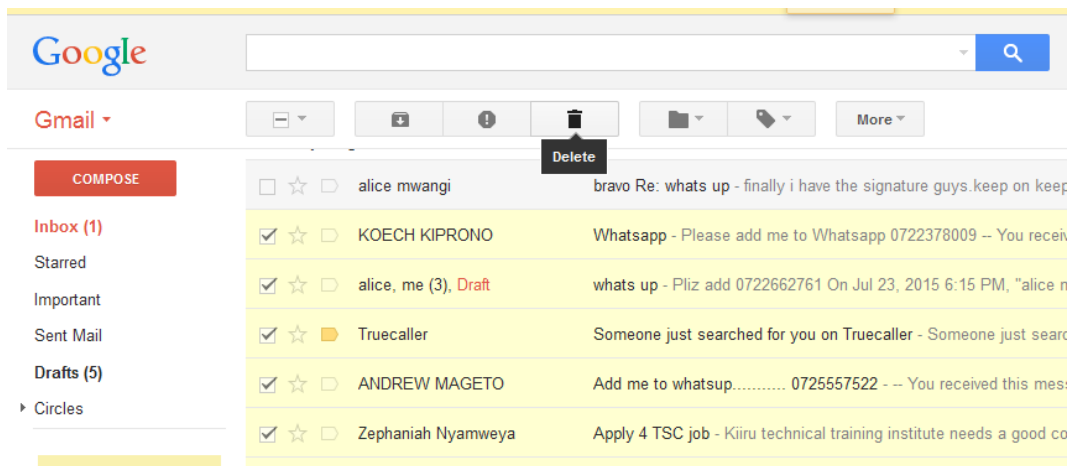 Google
Gmail
More
Delete
COMPOSE
Inbox (1)
Starred
Important
Sent Mail
Drafts (5)
Circles
alice mwangi bravo Re: whats up - finally i have the signature guys.keep on keep
KOECH KIPRONO Whatsapp - Please add me to Whatsapp 0722378009 -- You receiv
alice, me (3), Draft whats up - Pliz add 0722662761 On Jul 23, 2015 6:15 PM, "alice
Truecaller Someone just searched for you on Truecaller - Someone just sear
ANDREW MAGETO Add me to whatsup........... 0725557522 - -- You received this mes
Zephaniah Nyamweya Apply 4 TSC job - Kiiru technical training institute needs a good co